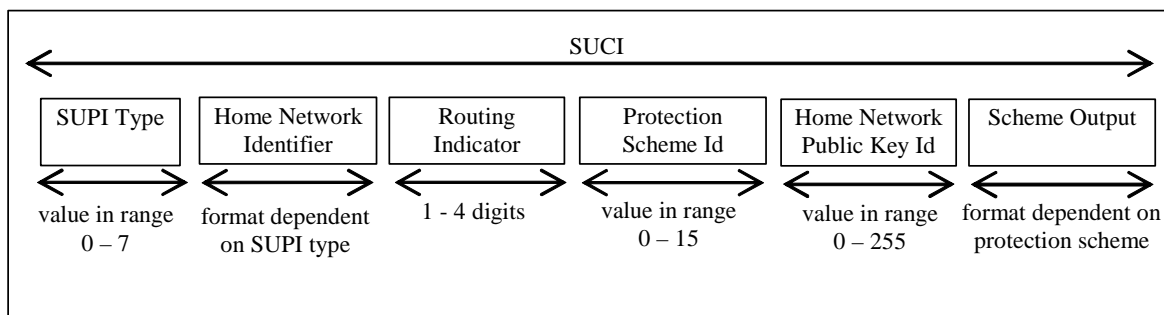 SUCI
SUPI Type
Home Network
Identifier
Routing
Indicator
Protection
Scheme Id
Home Network
Public Key Id
Scheme Output
value in range
0 – 7
format dependent
on SUPI type
1 - 4 digits
value in range
0 – 15
value in range
0 – 255
format dependent on
protection scheme